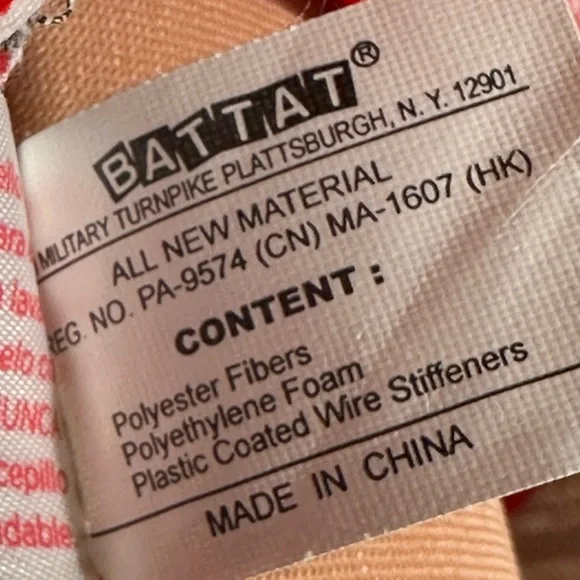 BATTAT®
MILITARY TURNPIKE PLATTSBURGH, N.Y. 12901
ALL NEW MATERIAL
REG. NO. PA-9574 (CN) MA-1607 (HK)
CONTENT :
Polyester Fibers
Polyethylene Foam
Plastic Coated Wire Stiffeners
MADE IN CHINA